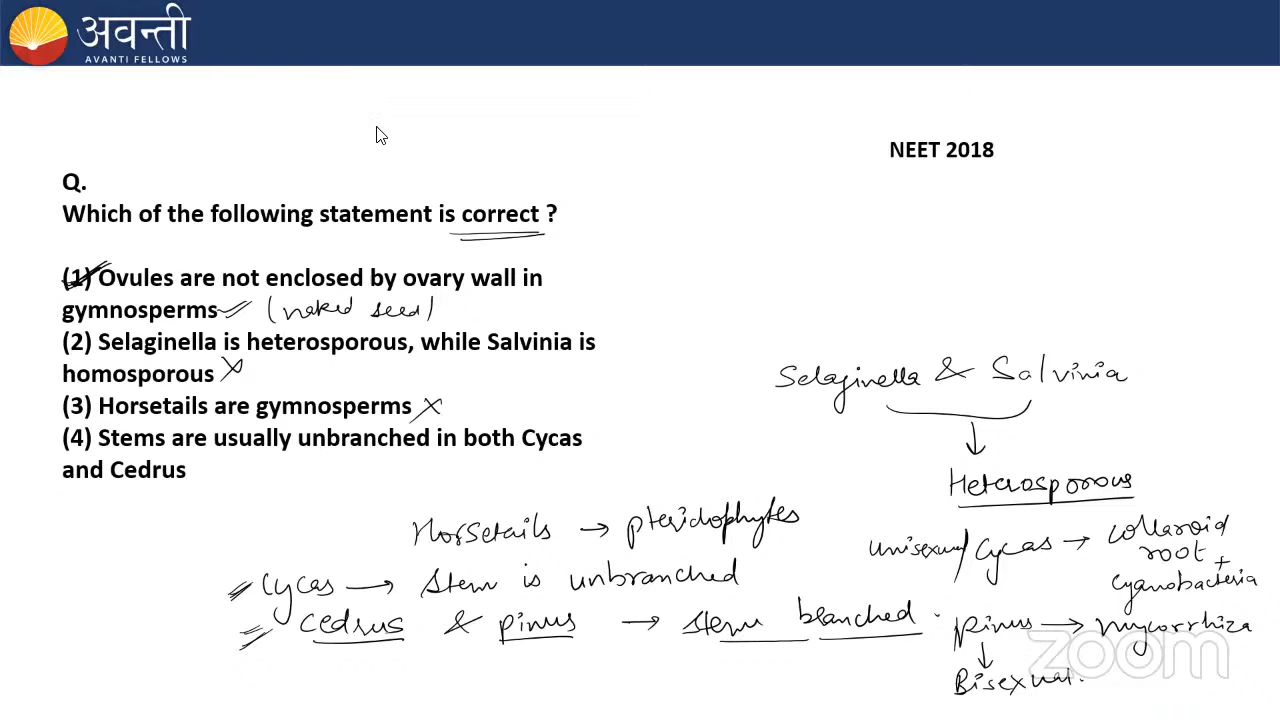 अवन्ती
AVANTI FELLOWS
NEET 2018
Q.
Which of the following statement is correct ?
(1) Ovules are not enclosed by ovary wall in
gymnosperms (naked seed)
(2) Selaginella is heterosporous, while Salvinia is
homosporous
(3) Horsetails are gymnosperms
(4) Stems are usually unbranched in both Cycas
and Cedrus
Selaginella & Salvinia
Heterosporous
Horsetails → pteridophytes
Unisexual/Cycas → collaroid
root +
cyanobacteria
Cycas → stem is unbranched
cedrus & pinus → stem branched.
pinus → mycorrhiza
Bisexual.
zoom